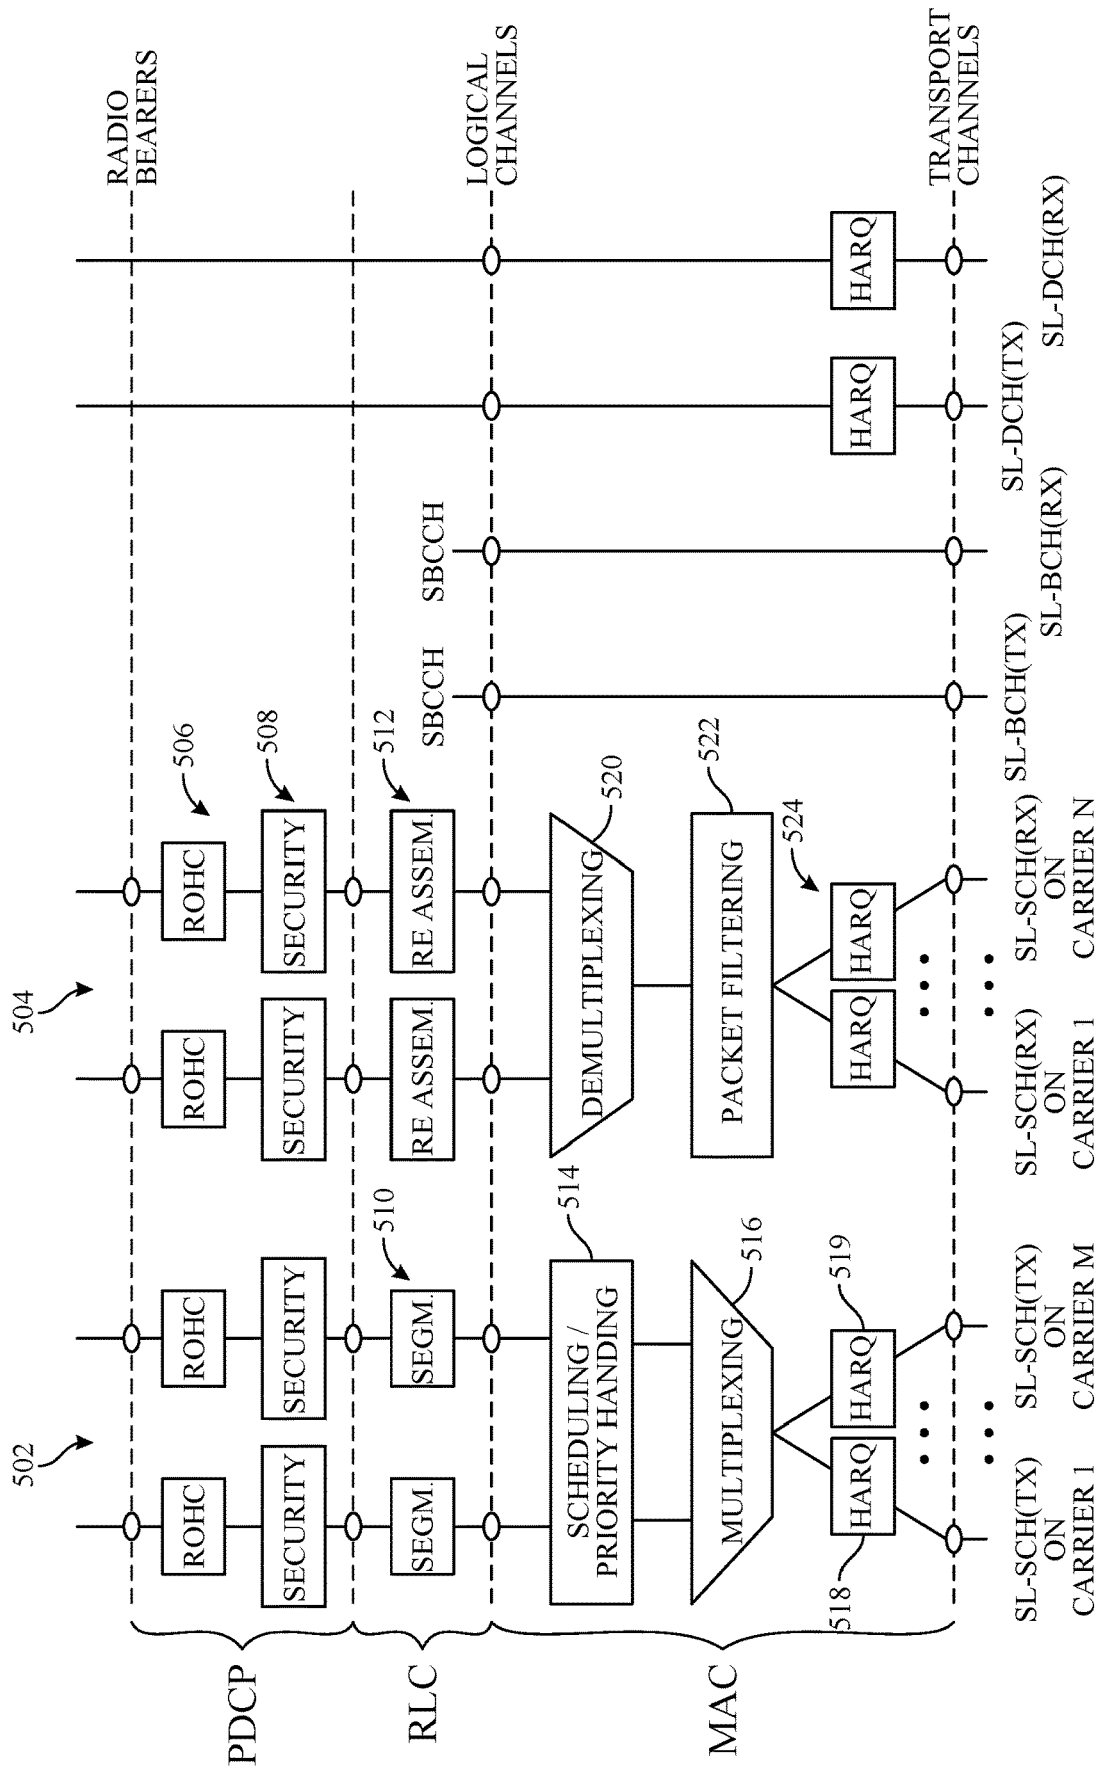 502
504
506
RADIO
BEARERS
ROHC
ROHC
ROHC
ROHC
PDCP
508
SECURITY
SECURITY
SECURITY
SECURITY
510
512
RLC
SEGM.
SEGM.
RE ASSEM.
RE ASSEM.
SBCCH
SBCCH
LOGICAL
CHANNELS
514
SCHEDULING /
PRIORITY HANDING
DEMULTIPLEXING
520
MAC
516
MULTIPLEXING
PACKET FILTERING
522
518
HARQ
HARQ
519
HARQ
HARQ
524
HARQ
HARQ
TRANSPORT
CHANNELS
SL-SCH(TX)
ON
CARRIER 1
SL-SCH(TX)
ON
CARRIER M
SL-SCH(RX)
ON
CARRIER 1
SL-SCH(RX)
ON
CARRIER N
SL-BCH(TX)
SL-BCH(RX)
SL-DCH(TX)
SL-DCH(RX)